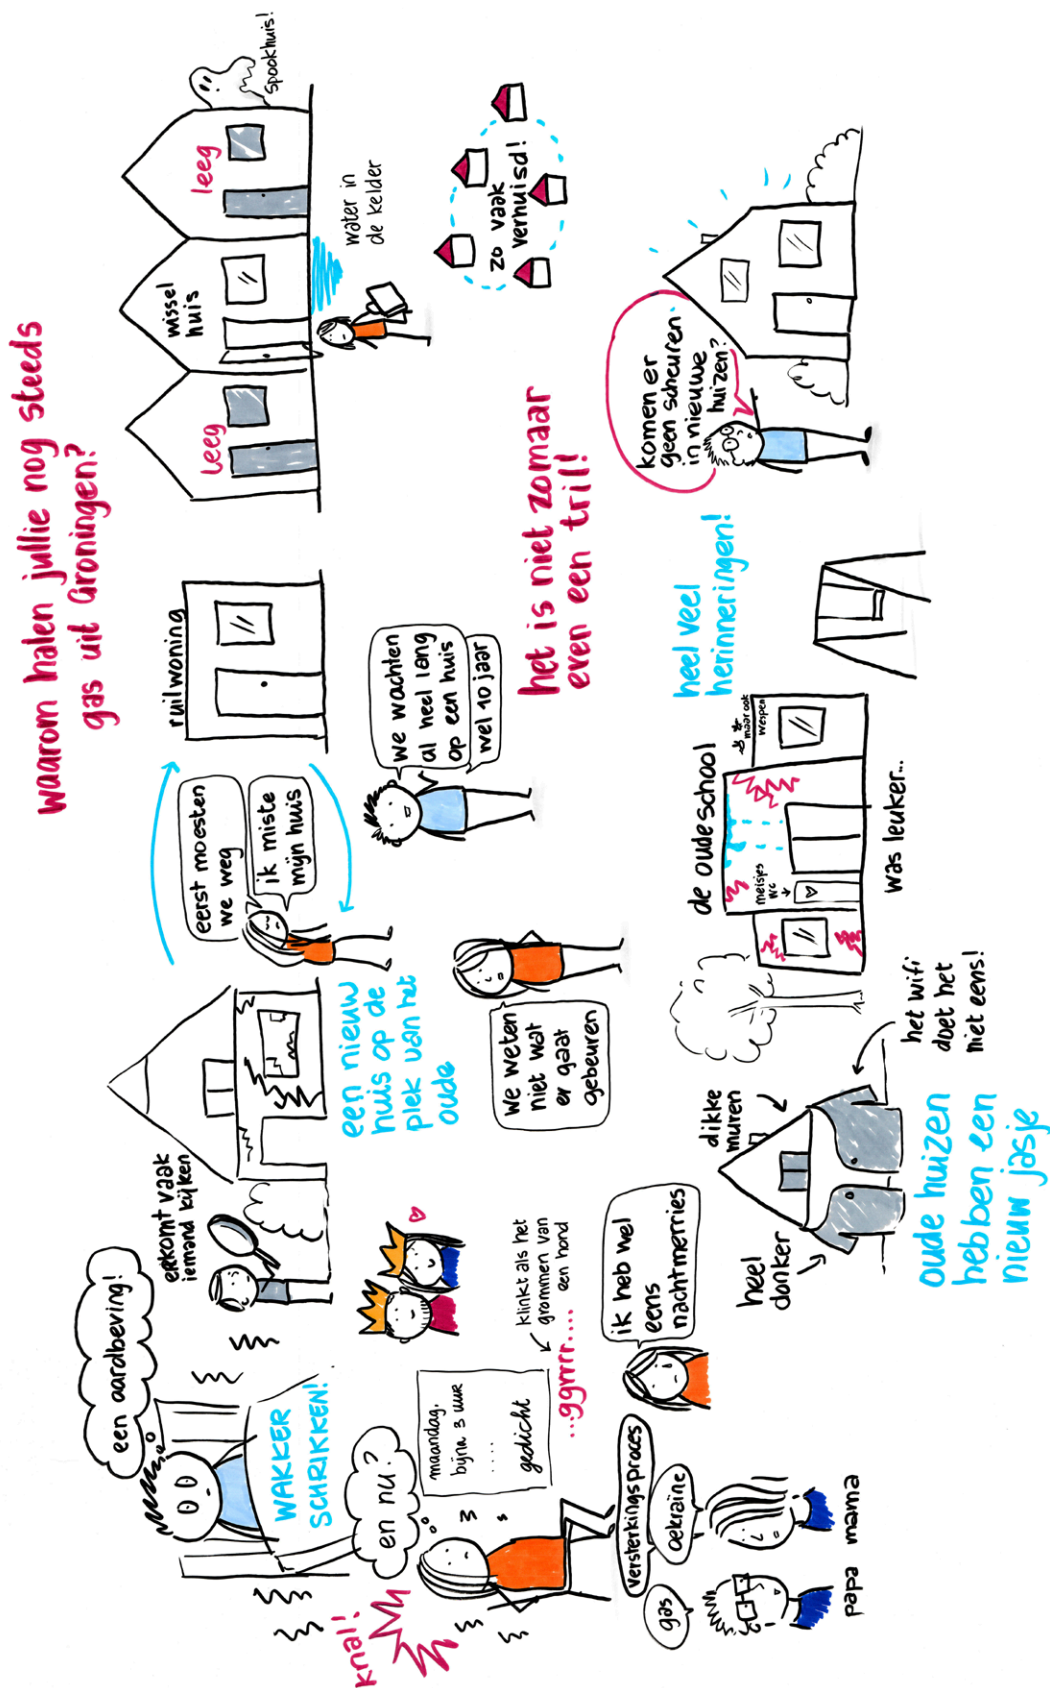 waarom halen jullie nog steeds
gas uit Groningen?
een aardbeving!
WAKKER
SCHRIKKEN!
er komt vaak
iemand kijken
eerst moesten
we weg
ik miste
mijn huis
ruilwoning
leeg
wissel
huis
leeg
spookhuis!
water in
de kelder
knal!
en nu?
maandag.
bijna 3 uur
.....
gedicht
klinkt als het
grommen van
een hond
...ggrrrr....
een nieuw
huis op de
plek van het
oude
we wachten
al heel lang
op een huis
wel 10 jaar
zo vaak
verhuisd!
We weten
niet wat
er gaat
gebeuren
het is niet zomaar
even een tril!
gas
versterkingsproces
oekraine
papa
mama
ik heb wel
eens
nachtmerries
heel
donker
dikke
muren
het wifi
doet het
niet eens!
oude huizen
hebben een
nieuw jasje
de oude school
meisjes
wc
maar ook
wespen
was leuker..
heel veel
herinneringen!
komen er
geen scheuren
in nieuwe
huizen?